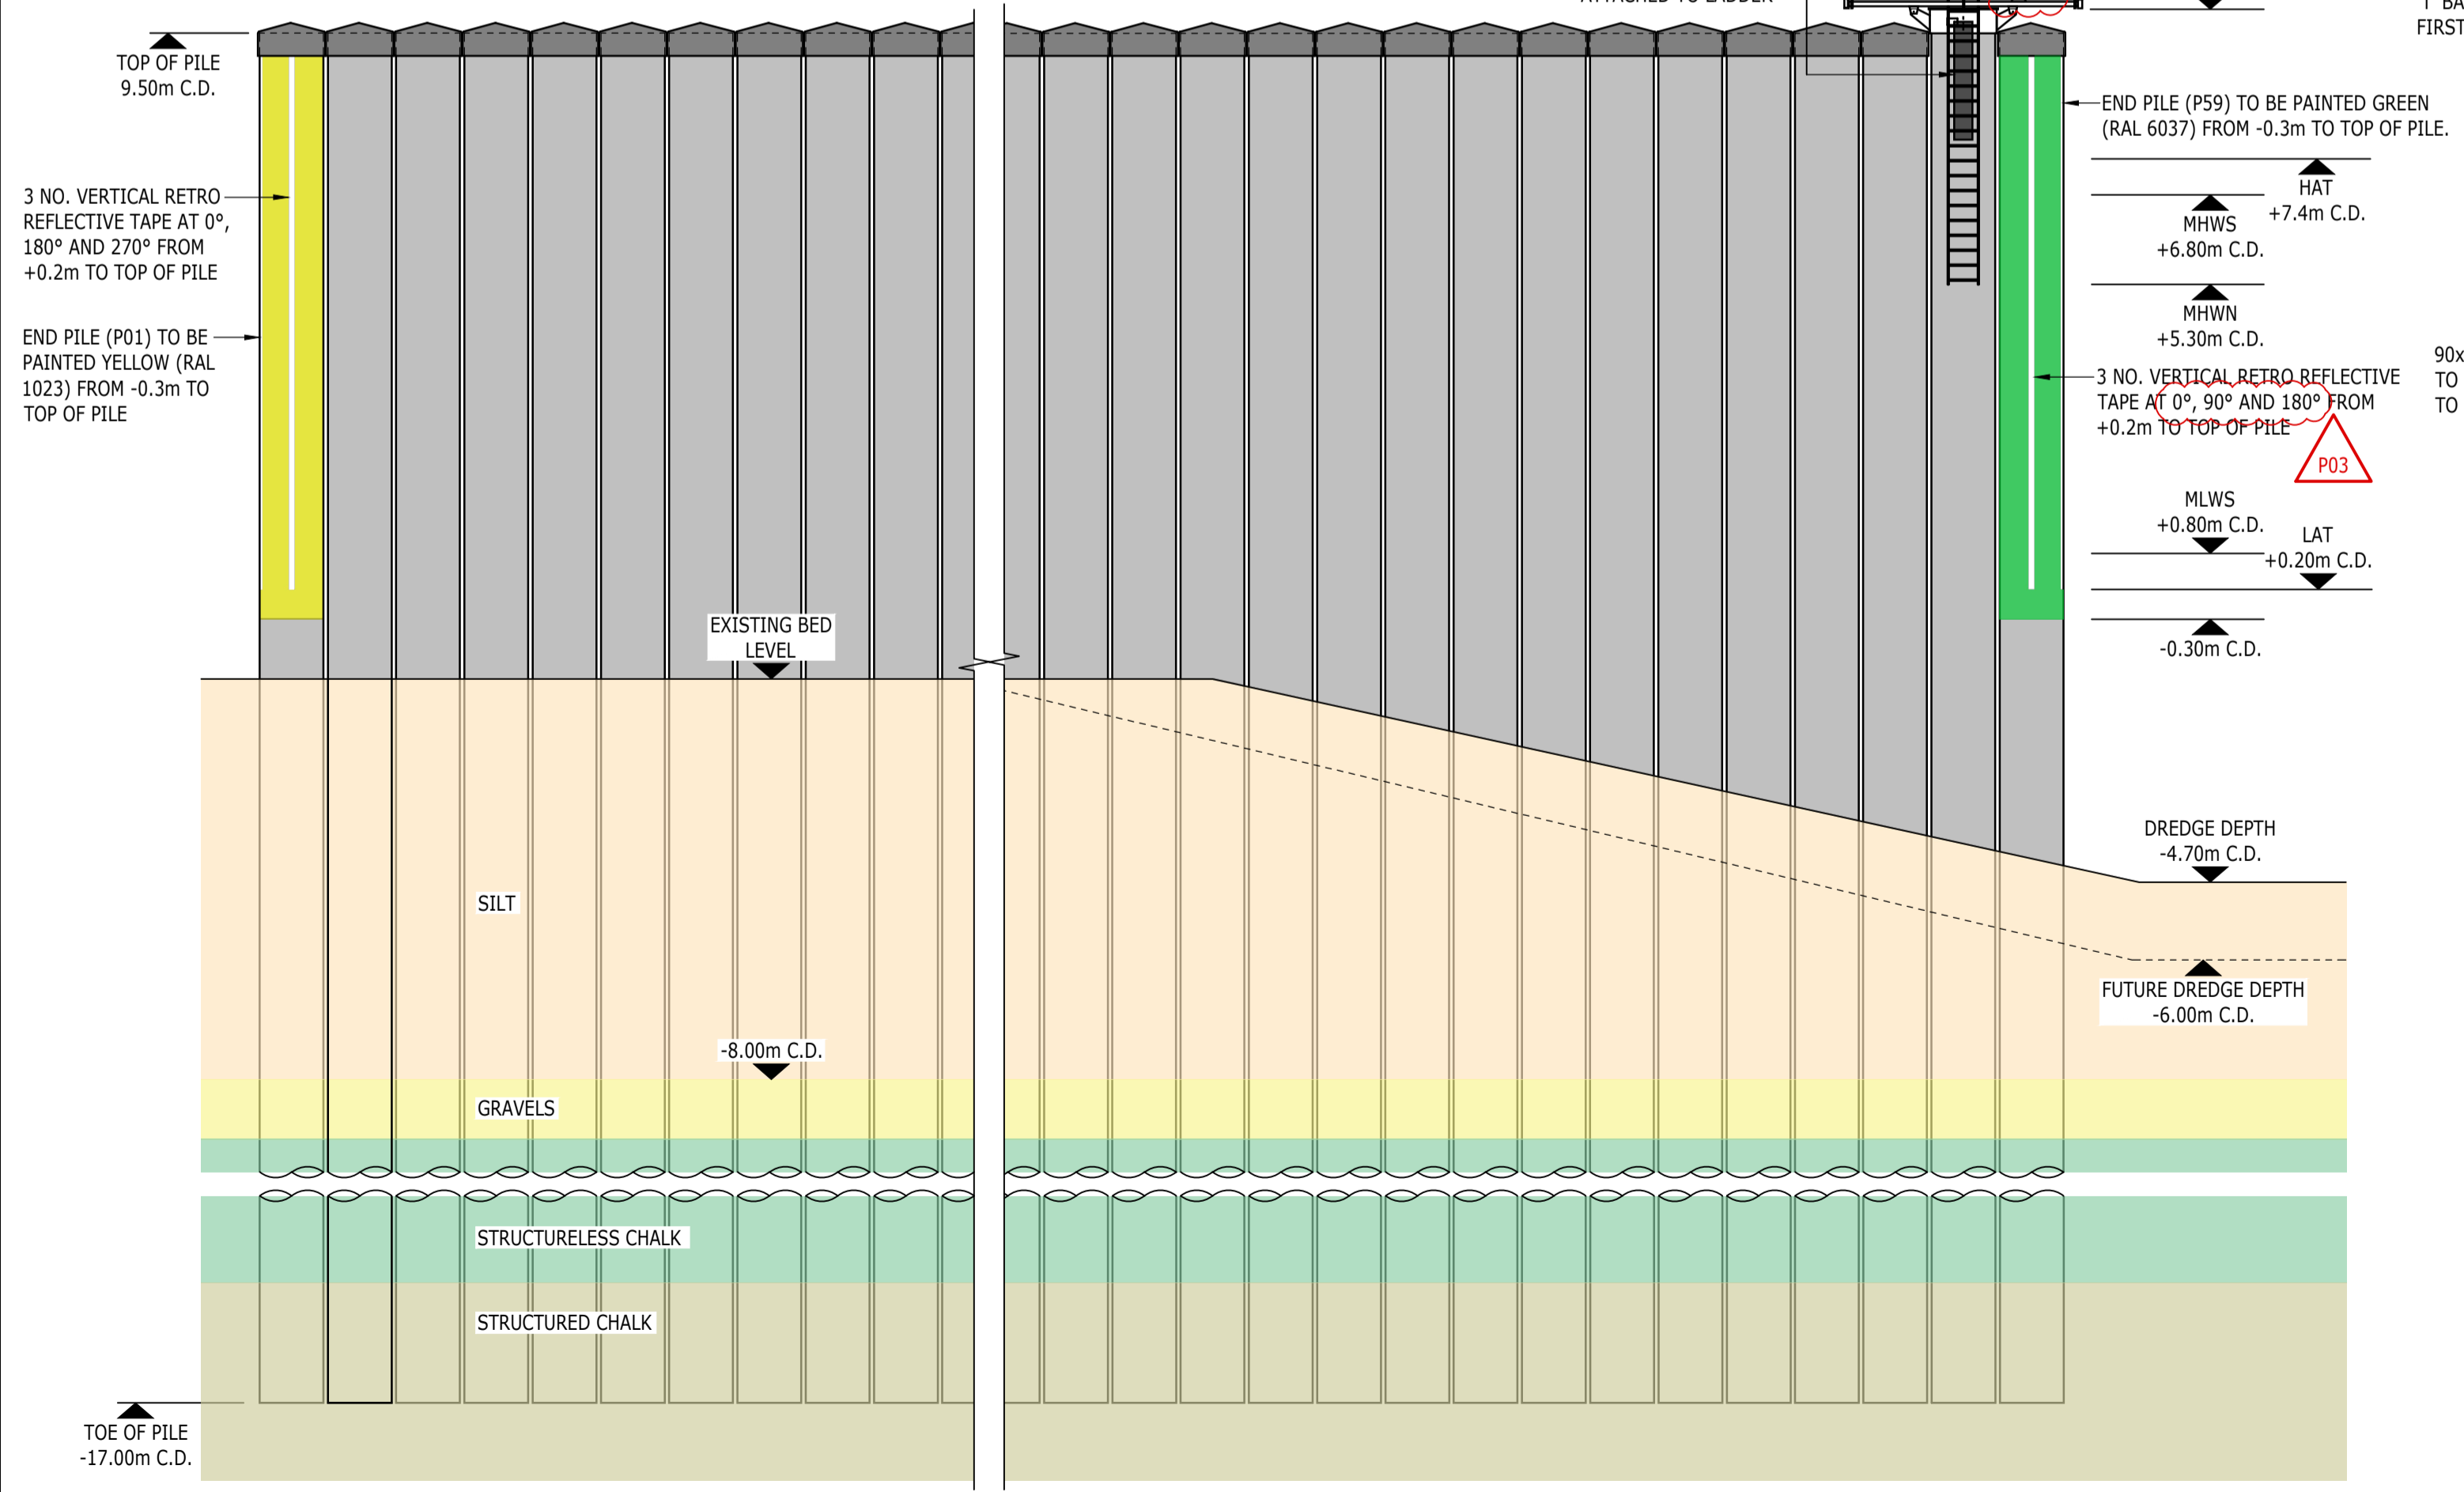 ATTACHED TO LADDER
FIRST
TOP OF PILE
9.50m C.D.
3 NO. VERTICAL RETRO
REFLECTIVE TAPE AT 0°,
180° AND 270° FROM
+0.2m TO TOP OF PILE
END PILE (P01) TO BE
PAINTED YELLOW (RAL
1023) FROM -0.3m TO
TOP OF PILE
END PILE (P59) TO BE PAINTED GREEN
(RAL 6037) FROM -0.3m TO TOP OF PILE.
HAT
+7.4m C.D.
MHWS
+6.80m C.D.
MHWN
+5.30m C.D.
3 NO. VERTICAL RETRO REFLECTIVE
TAPE AT 0°, 90° AND 180° FROM
+0.2m TO TOP OF PILE
P03
90x
TO
TO
MLWS
+0.80m C.D.
LAT
+0.20m C.D.
-0.30m C.D.
EXISTING BED
LEVEL
DREDGE DEPTH
-4.70m C.D.
FUTURE DREDGE DEPTH
-6.00m C.D.
SILT
-8.00m C.D.
GRAVELS
STRUCTURELESS CHALK
STRUCTURED CHALK
TOE OF PILE
-17.00m C.D.